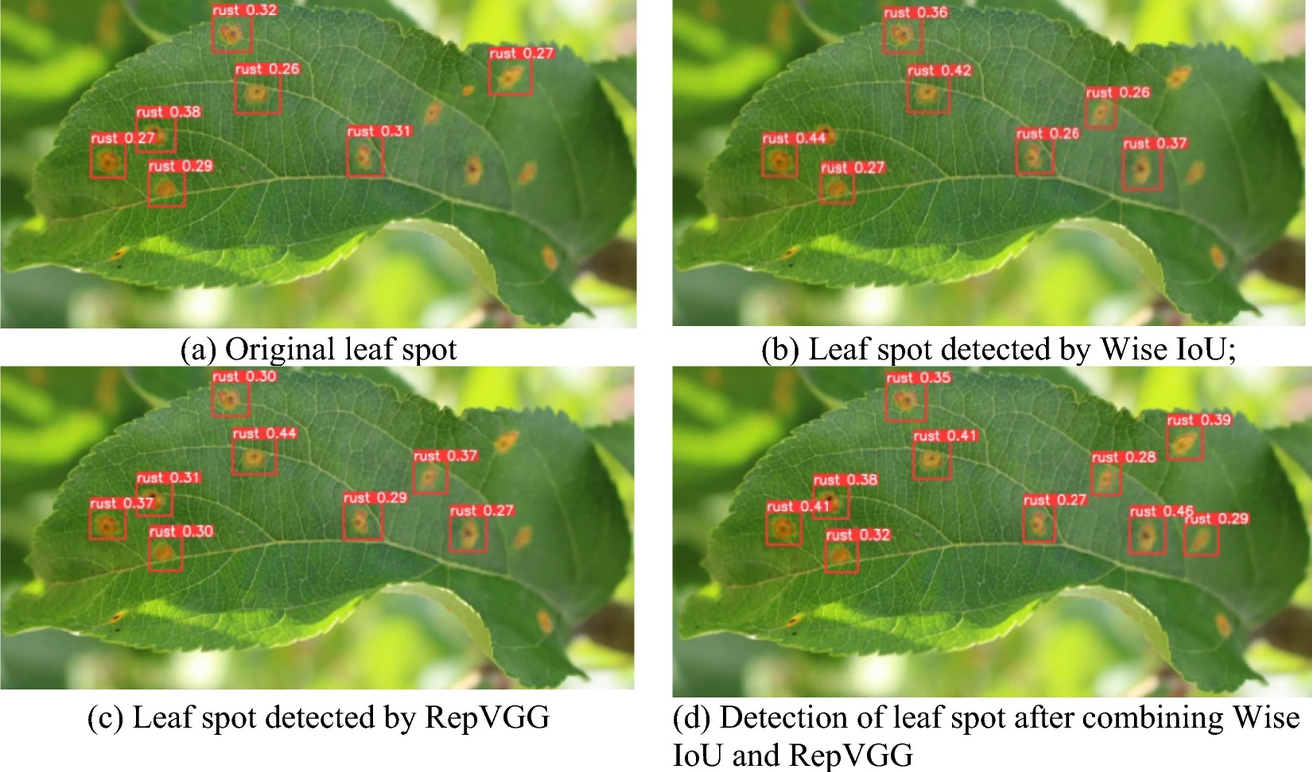 rust 0.32
rust 0.27
rust 0.26
rust 0.38
rust 0.31
rust 0.27
rust 0.29
(a) Original leaf spot
rust 0.36
rust 0.42
rust 0.26
rust 0.44
rust 0.26
rust 0.37
rust 0.27
(b) Leaf spot detected by Wise IoU;
rust 0.30
rust 0.44
rust 0.37
rust 0.31
rust 0.37
rust 0.29
rust 0.27
rust 0.30
(c) Leaf spot detected by RepVGG
rust 0.35
rust 0.39
rust 0.41
rust 0.28
rust 0.38
rust 0.41
rust 0.27
rust 0.46
rust 0.29
rust 0.32
(d) Detection of leaf spot after combining Wise
IoU and RepVGG